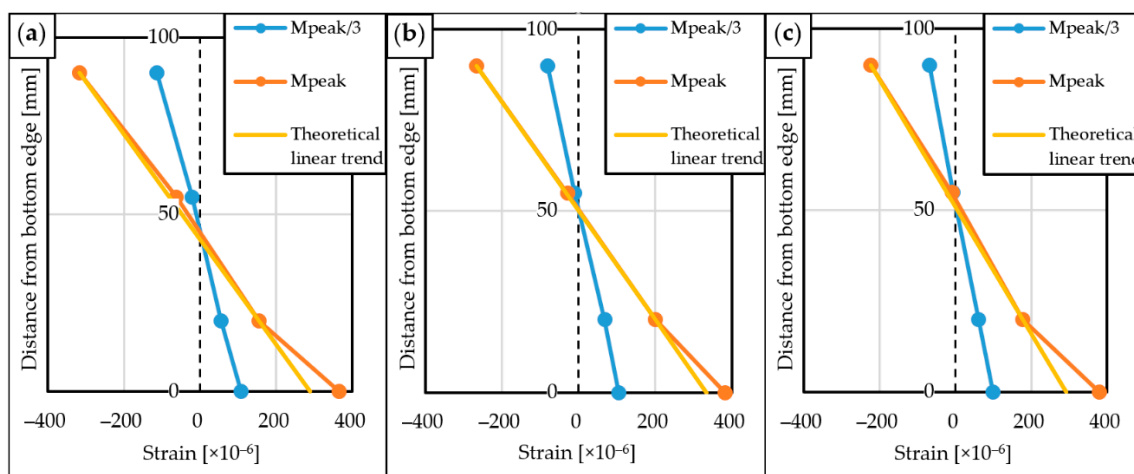 (a)
Mpeak/3
Mpeak
Theoretical
linear trend
Distance from bottom edge [mm]
100
50
0
−400
−200
0
200
400
Strain [×10⁻⁶]
(b)
Mpeak/3
Mpeak
Theoretical
linear trend
Distance from bottom edge [mm]
100
50
0
−400
−200
0
200
400
Strain [×10⁻⁶]
(c)
Mpeak/3
Mpeak
Theoretical
linear trend
Distance from bottom edge [mm]
100
50
0
−400
−200
0
200
400
Strain [×10⁻⁶]